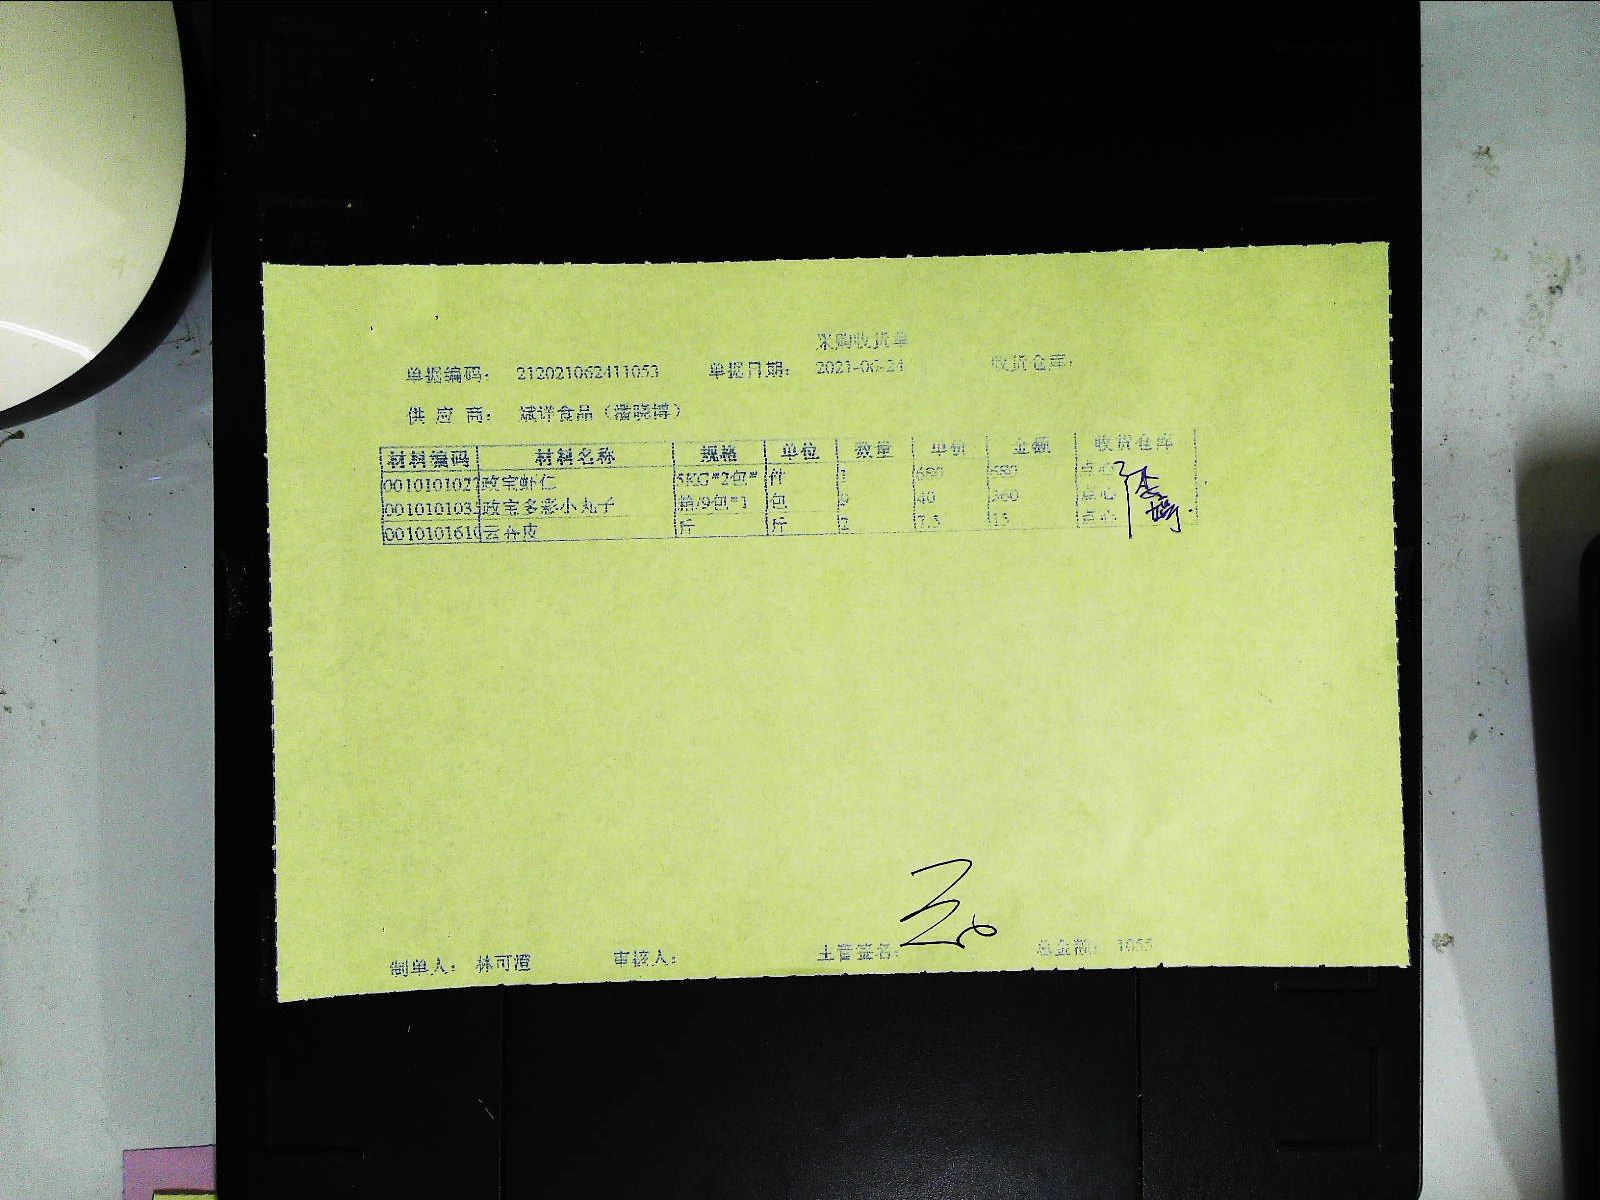 采购收货单
单据编码： 212021062411053 单据日期： 2021-06-24 收货仓库：
供 应 商： 斌洋食品（潘晓博）
材料编码 材料名称 规格 单位 数量 单价 金额 收货仓库
0010101027 政宝虾仁 5KG*2包* 件 1 680 680 点心
001010103 政宝多彩小丸子 箱/9包*1 包 9 40 360 点心
001010161 云吞皮 斤 斤 2 7.5 15 点心
制单人： 林可澄 审核人： 主管签名： 总金额： 1055